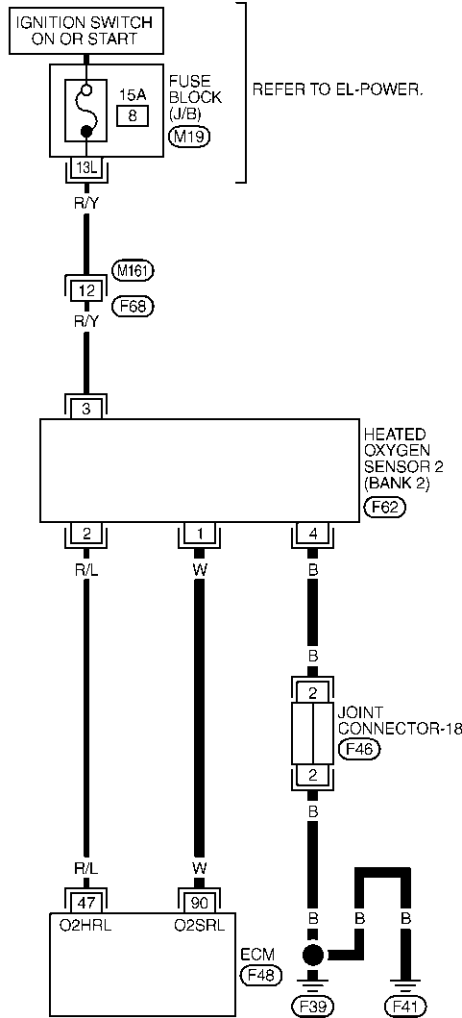 IGNITION SWITCH
ON OR START
FUSE
BLOCK
(J/B)
M19
15A
8
REFER TO EL-POWER.
13L
R/Y
M161
12
F68
R/Y
3
HEATED
OXYGEN
SENSOR 2
(BANK 2)
F62
2 1 4
R/L W B
B
2
JOINT
CONNECTOR-18
F46
2
B
R/L W
47 90
B B B
O2HRL O2SRL
ECM
F48
F39 F41